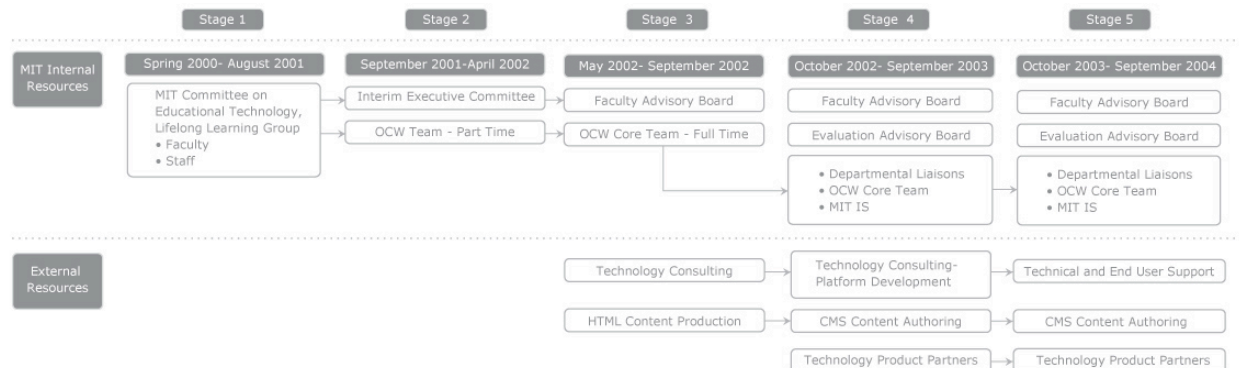 Stage 1
Stage 2
Stage 3
Stage 4
Stage 5
MIT Internal
Resources
Spring 2000- August 2001
September 2001-April 2002
May 2002- September 2002
October 2002- September 2003
October 2003- September 2004
MIT Committee on
Educational Technology,
Lifelong Learning Group
• Faculty
• Staff
Interim Executive Committee
OCW Team - Part Time
Faculty Advisory Board
OCW Core Team - Full Time
Faculty Advisory Board
Evaluation Advisory Board
• Departmental Liaisons
• OCW Core Team
• MIT IS
Faculty Advisory Board
Evaluation Advisory Board
• Departmental Liaisons
• OCW Core Team
• MIT IS
External
Resources
Technology Consulting
Technology Consulting-
Platform Development
Technical and End User Support
HTML Content Production
CMS Content Authoring
CMS Content Authoring
Technology Product Partners
Technology Product Partners